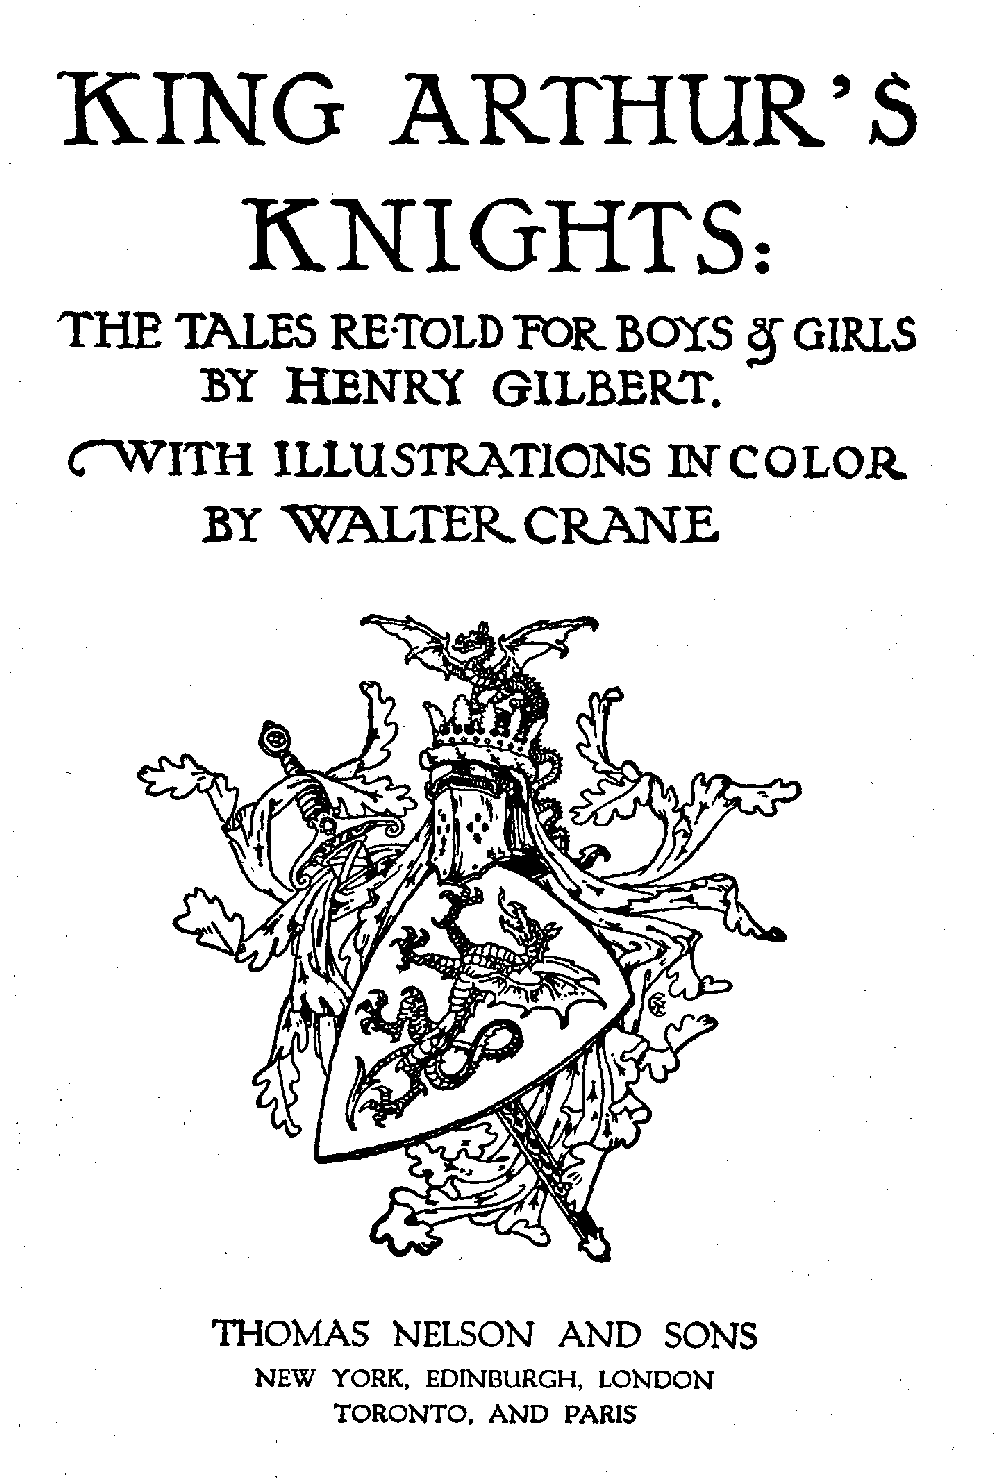 KING ARTHUR'S
KNIGHTS:
THE TALES RE-TOLD FOR BOYS & GIRLS
BY HENRY GILBERT.
WITH ILLUSTRATIONS IN COLOR
BY WALTER CRANE
THOMAS NELSON AND SONS
NEW YORK, EDINBURGH, LONDON
TORONTO, AND PARIS